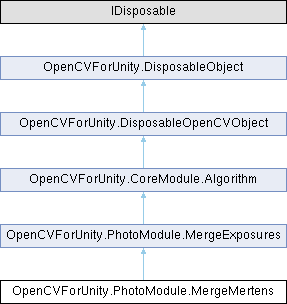 IDisposable
OpenCVForUnity.DisposableObject
OpenCVForUnity.DisposableOpenCVObject
OpenCVForUnity.CoreModule.Algorithm
OpenCVForUnity.PhotoModule.MergeExposures
OpenCVForUnity.PhotoModule.MergeMertens